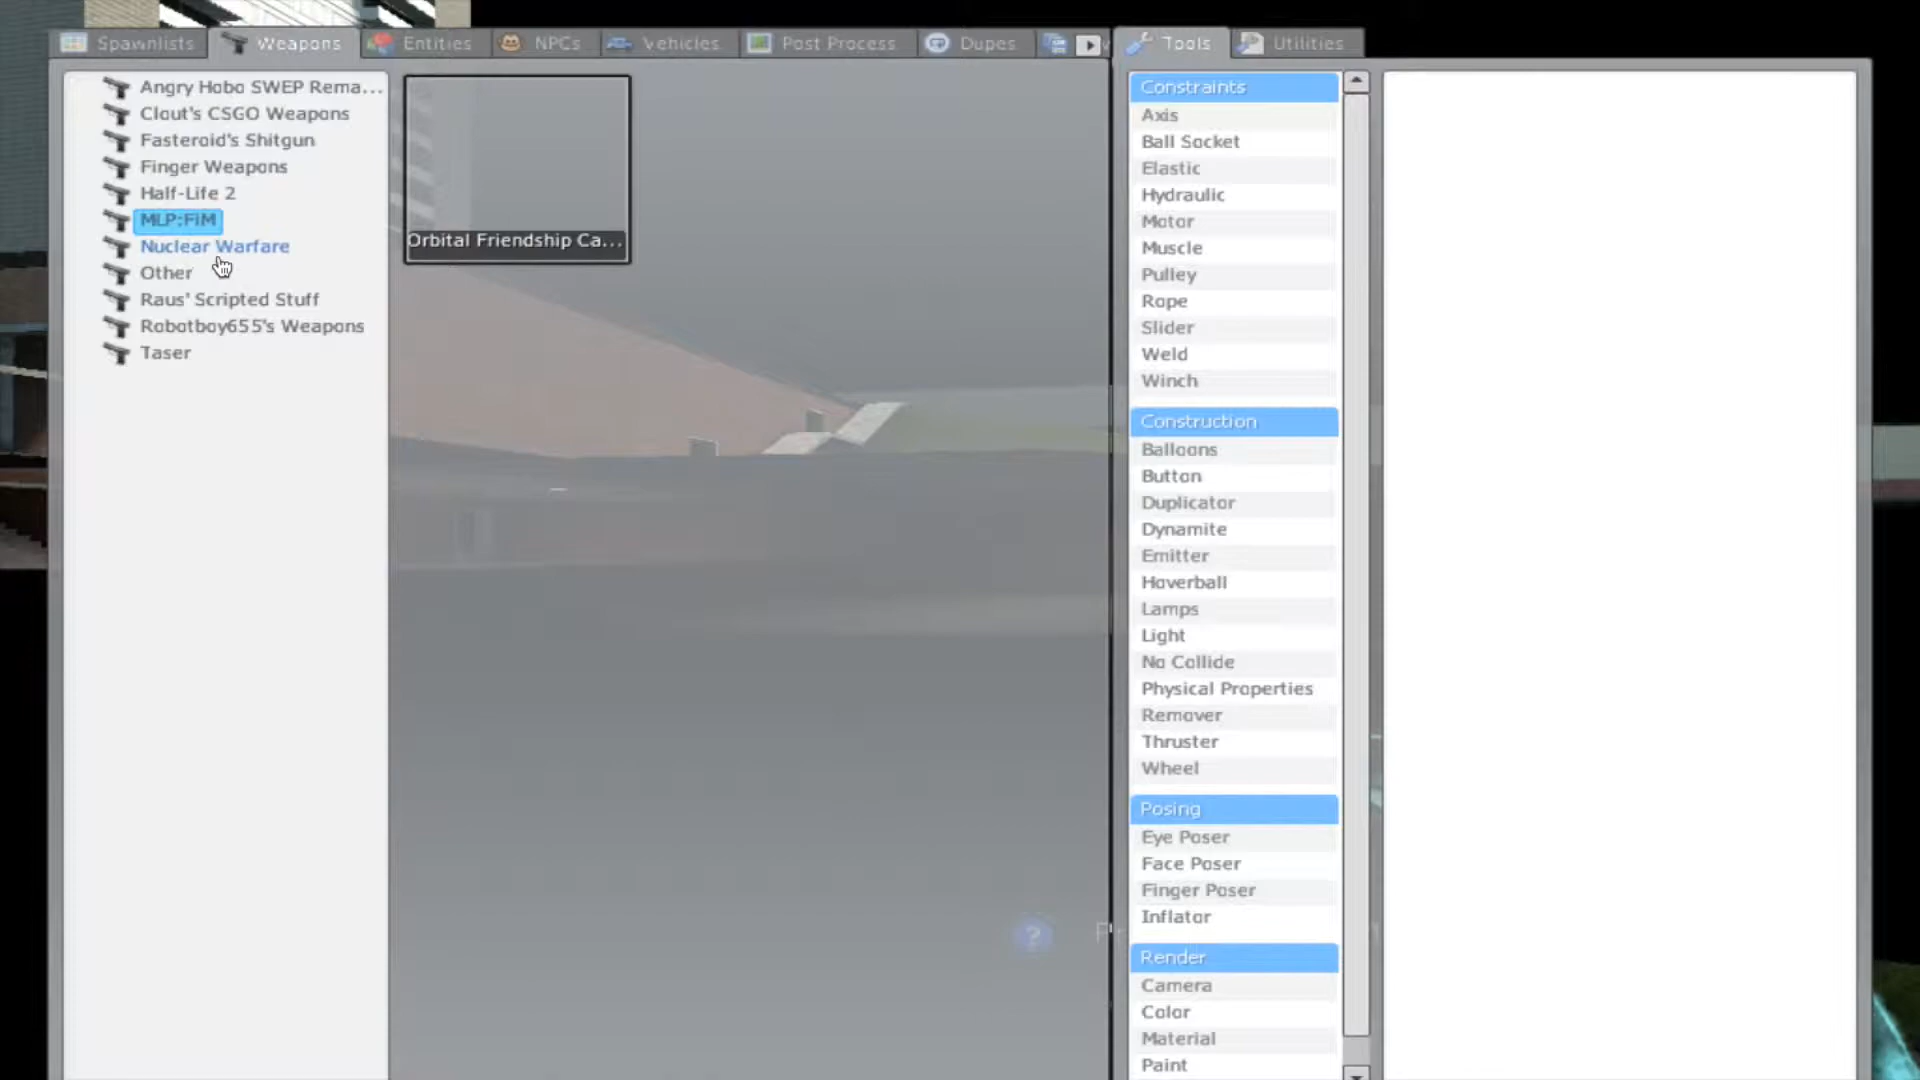 Spawnlists
Weapons
Entities
NPCs
Vehicles
Post Process
Dupes
Tools
Utilities
Angry Hobo SWEP Rema...
Clout's CSGO Weapons
Fasteroid's Shitgun
Finger Weapons
Half-Life 2
MLP:FiM
Nuclear Warfare
Other
Raus' Scripted Stuff
Robotboy655's Weapons
Taser
Orbital Friendship Ca...
Constraints
Axis
Ball Socket
Elastic
Hydraulic
Motor
Muscle
Pulley
Rope
Slider
Weld
Winch
Construction
Balloons
Button
Duplicator
Dynamite
Emitter
Hoverball
Lamps
Light
No Collide
Physical Properties
Remover
Thruster
Wheel
Posing
Eye Poser
Face Poser
Finger Poser
Inflator
Render
Camera
Color
Material
Paint
?